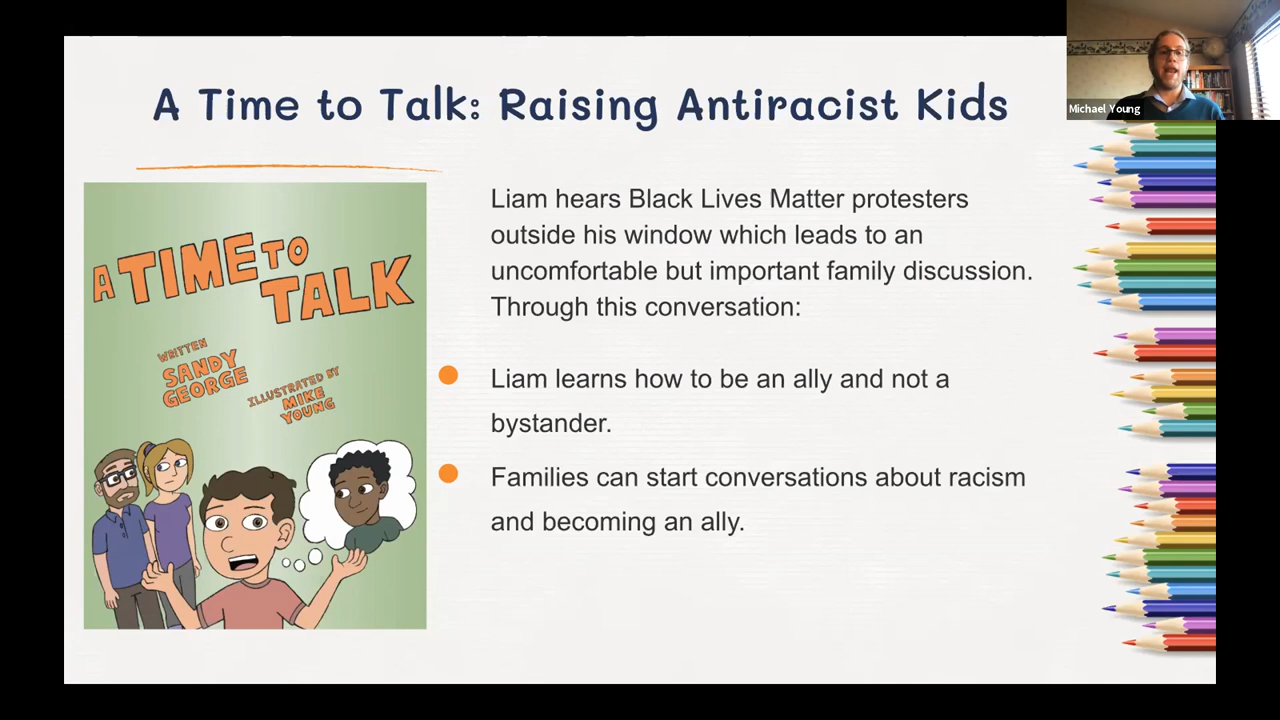 A Time to Talk: Raising Antiracist Kids
Michael Young
A TIME TO
TALK
WRITTEN
SANDY
GEORGE
ILLUSTRATED BY
MIKE
YOUNG
Liam hears Black Lives Matter protesters
outside his window which leads to an
uncomfortable but important family discussion.
Through this conversation:
Liam learns how to be an ally and not a
bystander.
Families can start conversations about racism
and becoming an ally.